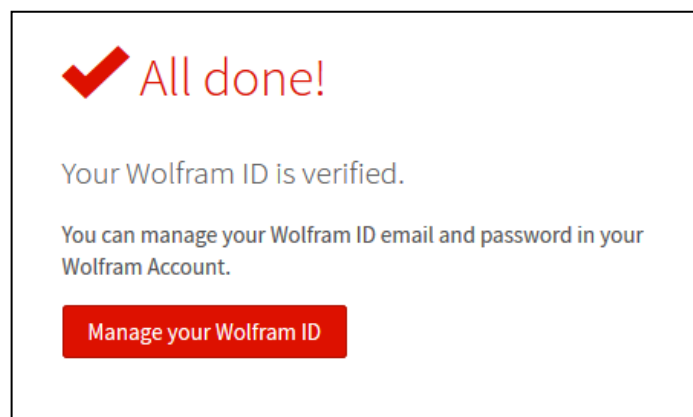 All done!
Your Wolfram ID is verified.
You can manage your Wolfram ID email and password in your
Wolfram Account.
Manage your Wolfram ID